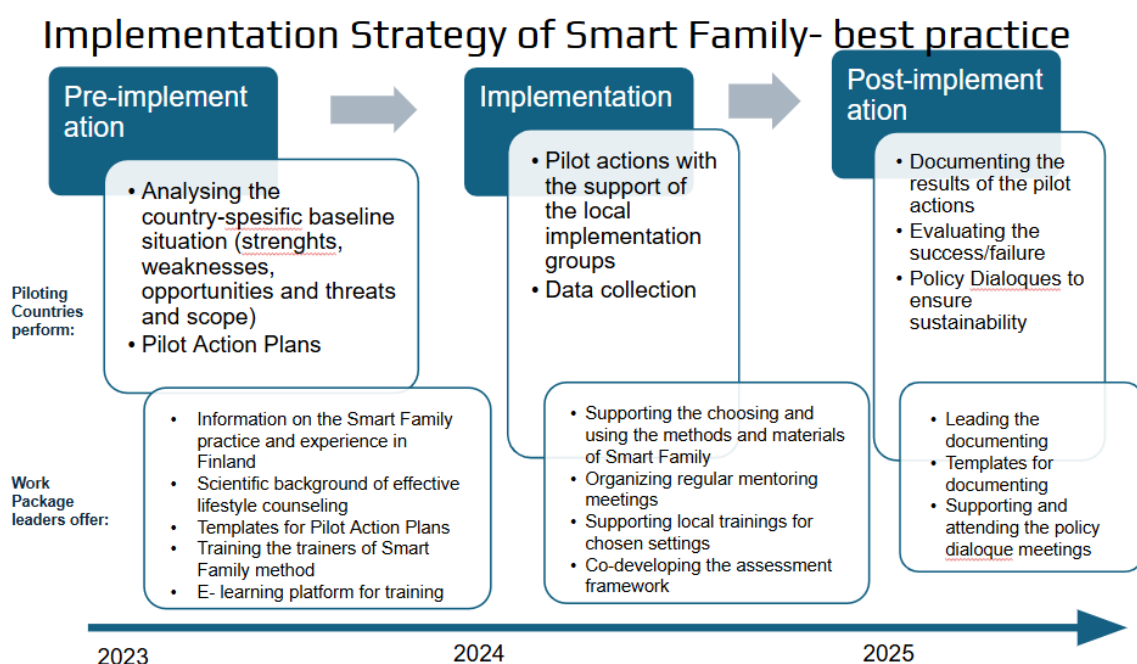 Implementation Strategy of Smart Family- best practice
Pre-implement
ation
Implementation
Post-implement
ation
Piloting
Countries
perform:
• Analysing the
country-spesific baseline
situation (strenghts,
weaknesses,
opportunities and threats
and scope)
• Pilot Action Plans
• Pilot actions with
the support of
the local
implementation
groups
• Data collection
• Documenting the
results of the pilot
actions
• Evaluating the
success/failure
• Policy Dialoques to
ensure
sustainability
Work
Package
leaders offer:
• Information on the Smart Family
practice and experience in
Finland
• Scientific background of effective
lifestyle counseling
• Templates for Pilot Action Plans
• Training the trainers of Smart
Family method
• E- learning platform for training
• Supporting the choosing and
using the methods and materials
of Smart Family
• Organizing regular mentoring
meetings
• Supporting local trainings for
chosen settings
• Co-developing the assessment
framework
• Leading the
documenting
• Templates for
documenting
• Supporting and
attending the policy
dialoque meetings
2023
2024
2025